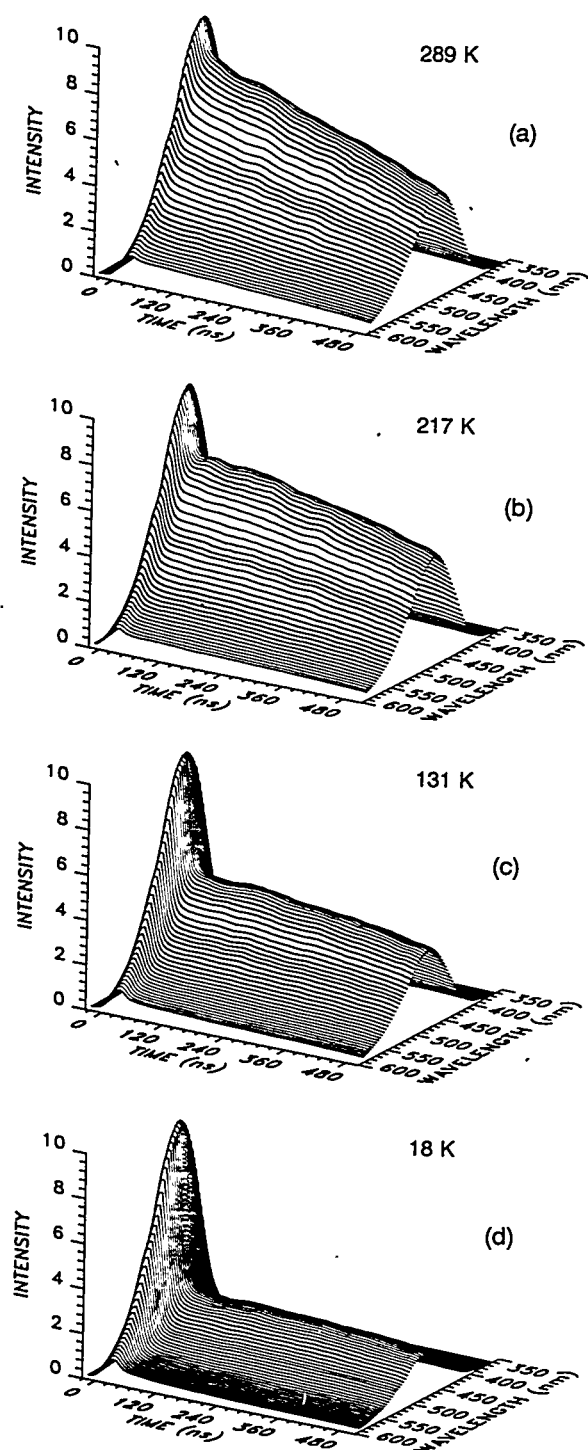 289 K
(a)
INTENSITY
10
8
6
4
2
0
0 120 240 360 480
TIME (ns)
350
400
450
500
550
600
WAVELENGTH (nm)
217 K
(b)
INTENSITY
10
8
6
4
2
0
0 120 240 360 480
TIME (ns)
350
400
450
500
550
600
WAVELENGTH (nm)
131 K
(c)
INTENSITY
10
8
6
4
2
0
0 120 240 360 480
TIME (ns)
350
400
450
500
550
600
WAVELENGTH (nm)
18 K
(d)
INTENSITY
10
8
6
4
2
0
0 120 240 360 480
TIME (ns)
350
400
450
500
550
600
WAVELENGTH (nm)